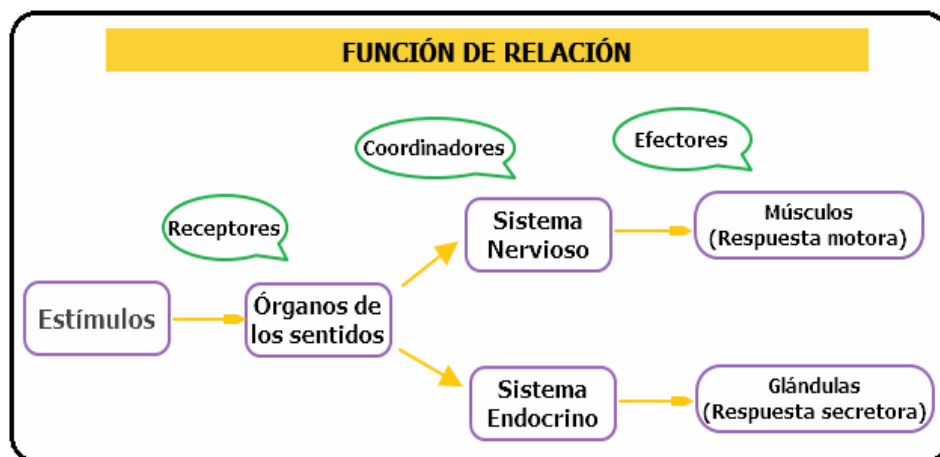 FUNCIÓN DE RELACIÓN
Coordinadores
Efectores
Receptores
Estímulos
Órganos de
los sentidos
Sistema
Nervioso
Músculos
(Respuesta motora)
Sistema
Endocrino
Glándulas
(Respuesta secretora)